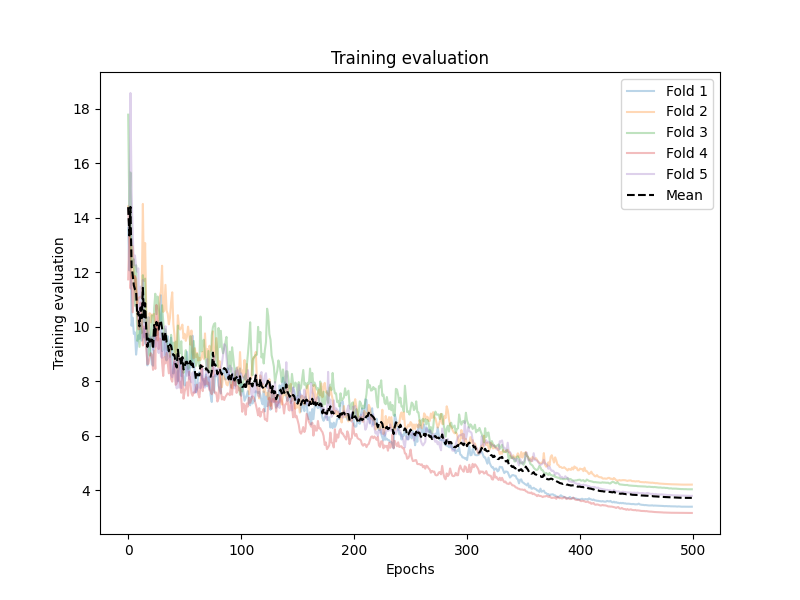 Training evaluation
Training evaluation
18
16
14
12
10
8
6
4
0
100
200
300
400
500
Epochs
Fold 1
Fold 2
Fold 3
Fold 4
Fold 5
Mean